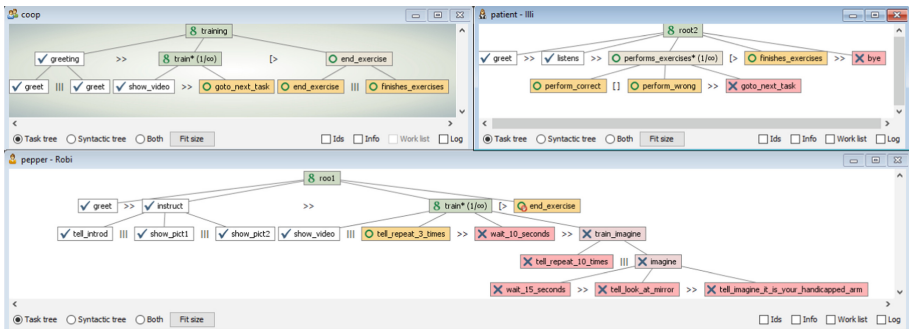 coop
training
greeting >> train* (1/∞) [> end_exercise
greet ||| greet show_video >> goto_next_task end_exercise ||| finishes_exercises
Task tree Syntactic tree Both Fit size Ids Info Work list Log
patient - Illi
root2
greet >> listens >> performs_exercises* (1/∞) [> finishes_exercises >> bye
perform_correct [] perform_wrong >> goto_next_task
Task tree Syntactic tree Both Fit size Ids Info Work list Log
pepper - Robi
roo1
greet >> instruct >> train* (1/∞) [> end_exercise
tell_introd ||| show_pict1 ||| show_pict2 show_video ||| tell_repeat_3_times >> wait_10_seconds >> train_imagine
tell_repeat_10_times ||| imagine
wait_15_seconds >> tell_look_at_mirror >> tell_imagine_it_is_your_handicapped_arm
Task tree Syntactic tree Both Fit size Ids Info Work list Log